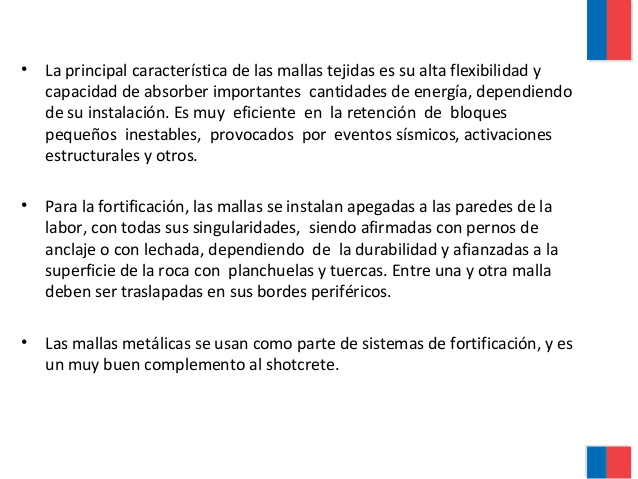 • La principal característica de las mallas tejidas es su alta flexibilidad y
capacidad de absorber importantes cantidades de energía, dependiendo
de su instalación. Es muy eficiente en la retención de bloques
pequeños inestables, provocados por eventos sísmicos, activaciones
estructurales y otros.
• Para la fortificación, las mallas se instalan apegadas a las paredes de la
labor, con todas sus singularidades, siendo afirmadas con pernos de
anclaje o con lechada, dependiendo de la durabilidad y afianzadas a la
superficie de la roca con planchuelas y tuercas. Entre una y otra malla
deben ser traslapadas en sus bordes periféricos.
• Las mallas metálicas se usan como parte de sistemas de fortificación, y es
un muy buen complemento al shotcrete.